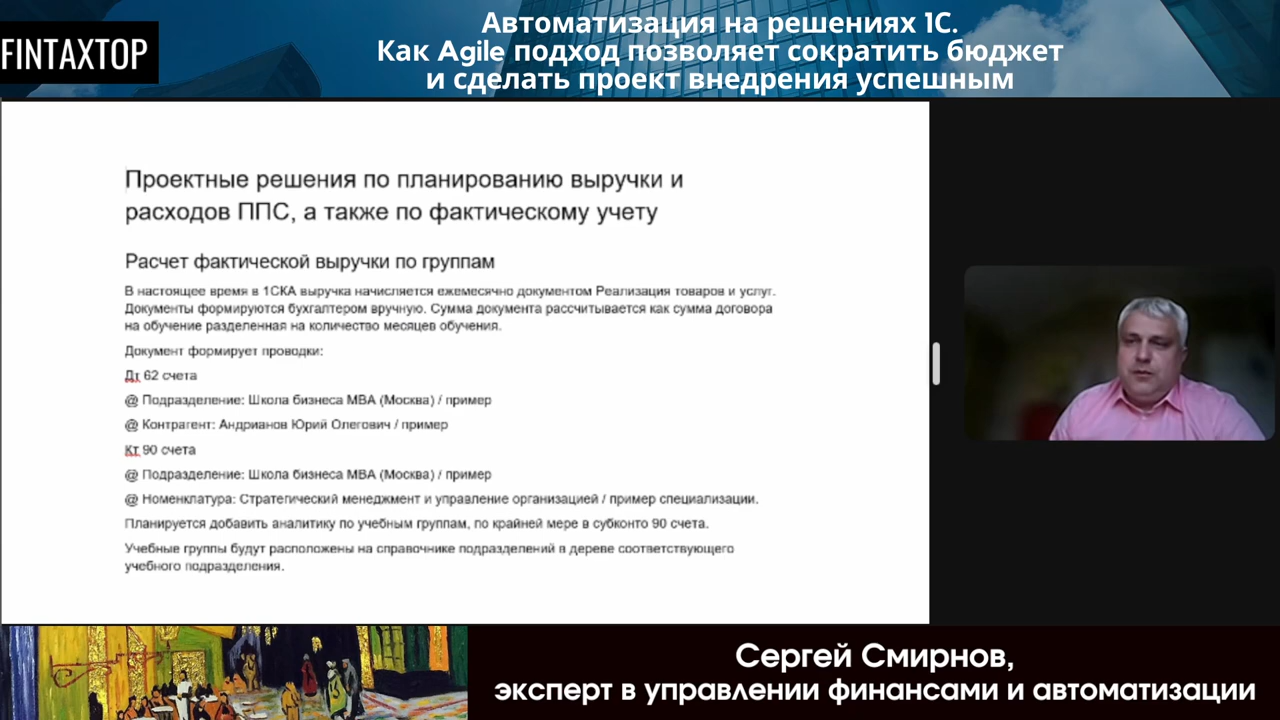 FINTAXTOP
Автоматизация на решениях 1С.
Как Agile подход позволяет сократить бюджет
и сделать проект внедрения успешным
Проектные решения по планированию выручки и
расходов ППС, а также по фактическому учету
Расчет фактической выручки по группам
В настоящее время в 1СКА выручка начисляется ежемесячно документом Реализация товаров и услуг.
Документы формируются бухгалтером вручную. Сумма документа рассчитывается как сумма договора
на обучение разделенная на количество месяцев обучения.
Документ формирует проводки:
Дт 62 счета
@ Подразделение: Школа бизнеса МВА (Москва) / пример
@ Контрагент: Андрианов Юрий Олегович / пример
Кт 90 счета
@ Подразделение: Школа бизнеса МВА (Москва) / пример
@ Номенклатура: Стратегический менеджмент и управление организацией / пример специализации.
Планируется добавить аналитику по учебным группам, по крайней мере в субконто 90 счета.
Учебные группы будут расположены на справочнике подразделений в дереве соответствующего
учебного подразделения.
Сергей Смирнов,
эксперт в управлении финансами и автоматизации